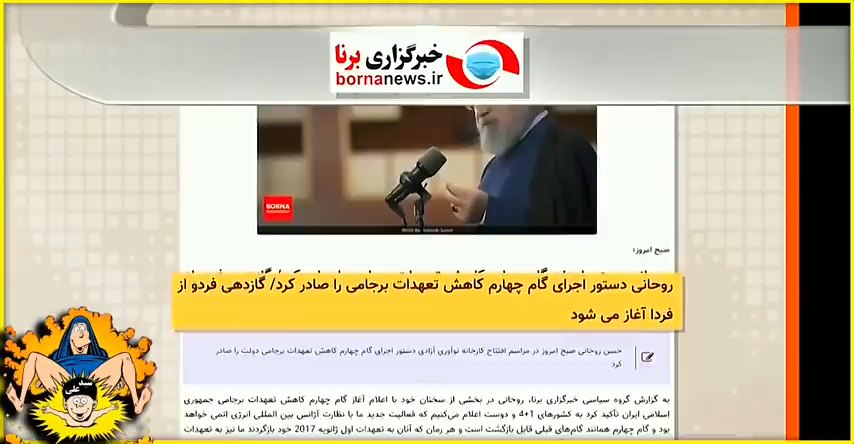 خبرگزاری برنا
bornanews.ir
BORNA
صبح امروز؛
روحانی دستور اجرای گام چهارم کاهش تعهدات برجامی را صادر کرد/ گازدهی فردو از
فردا آغاز می شود
حسن روحانی صبح امروز در مراسم افتتاح کارخانه نوآوری آزادی دستور اجرای گام چهارم کاهش تعهدات برجامی دولت را صادر
کرد
به گزارش گروه سیاسی خبرگزاری برنا، روحانی در بخشی از سخنان خود با اعلام آغاز گام چهارم کاهش تعهدات برجامی جمهوری
اسلامی ایران تأکید کرد به کشورهای 1+4 و دوست اعلام می‌کنیم که فعالیت جدید ما با نظارت آژانس بین المللی انرژی اتمی خواهد
بود و گام چهارم همانند گام‌های قبلی قابل بازگشت است و هر زمان که آنان به تعهدات اول ژانویه 2017 خود بازگردند ما نیز به تعهدات
سید
علی